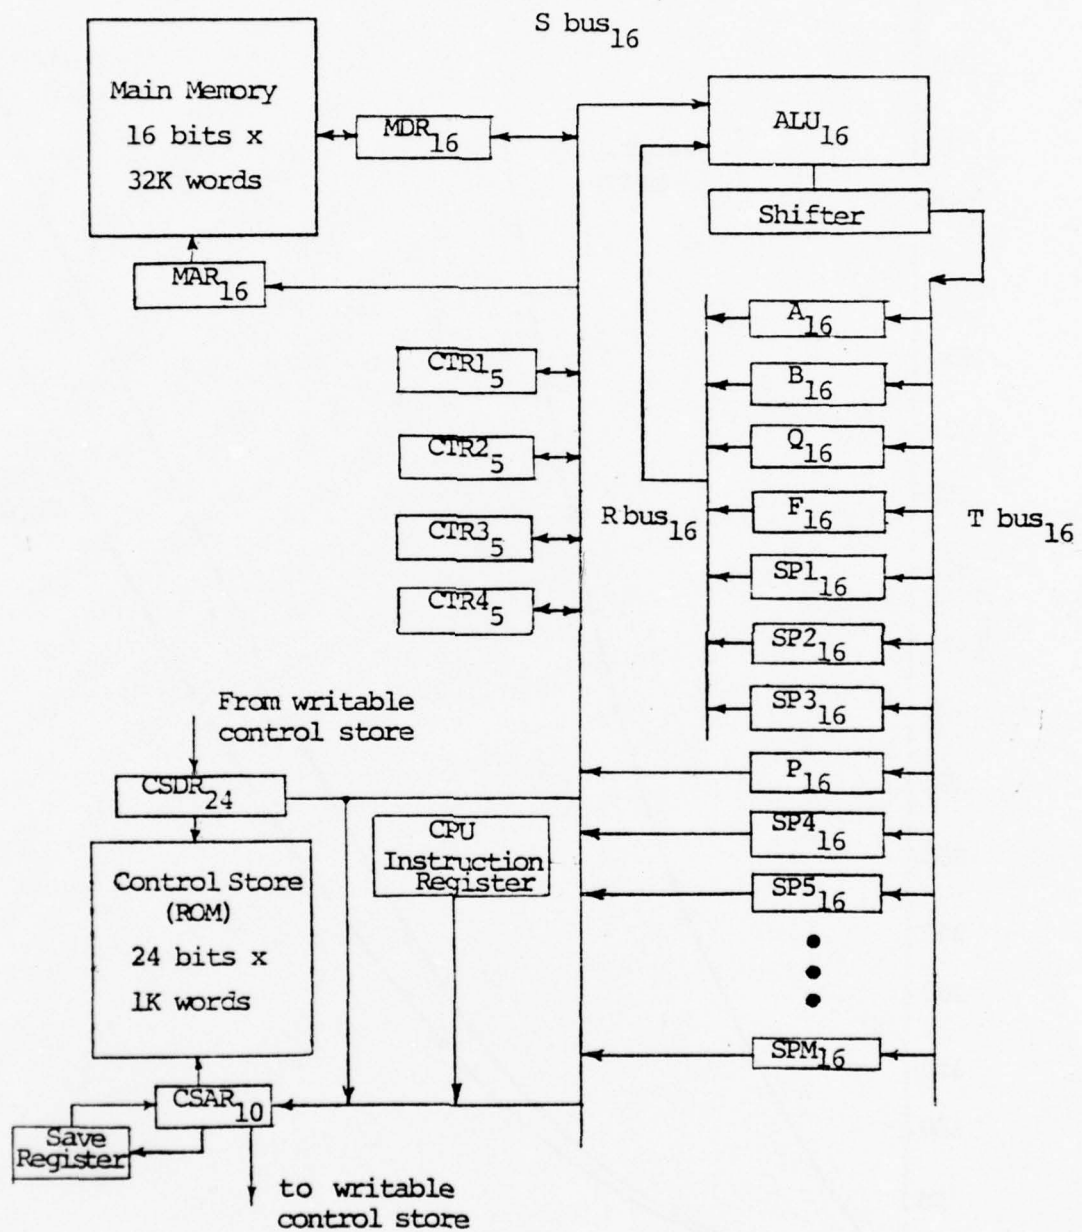 S bus16
Main Memory
16 bits x
32K words
MDR16
ALU16
Shifter
MAR16
A16
CTR15
B16
CTR25
Q16
R bus16
F16
T bus16
CTR35
SP116
CTR45
SP216
From writable
control store
SP316
P16
CSDR24
CPU
Instruction
Register
SP416
Control Store
(ROM)
24 bits x
1K words
SP516
SPM16
CSAR10
Save
Register
to writable
control store